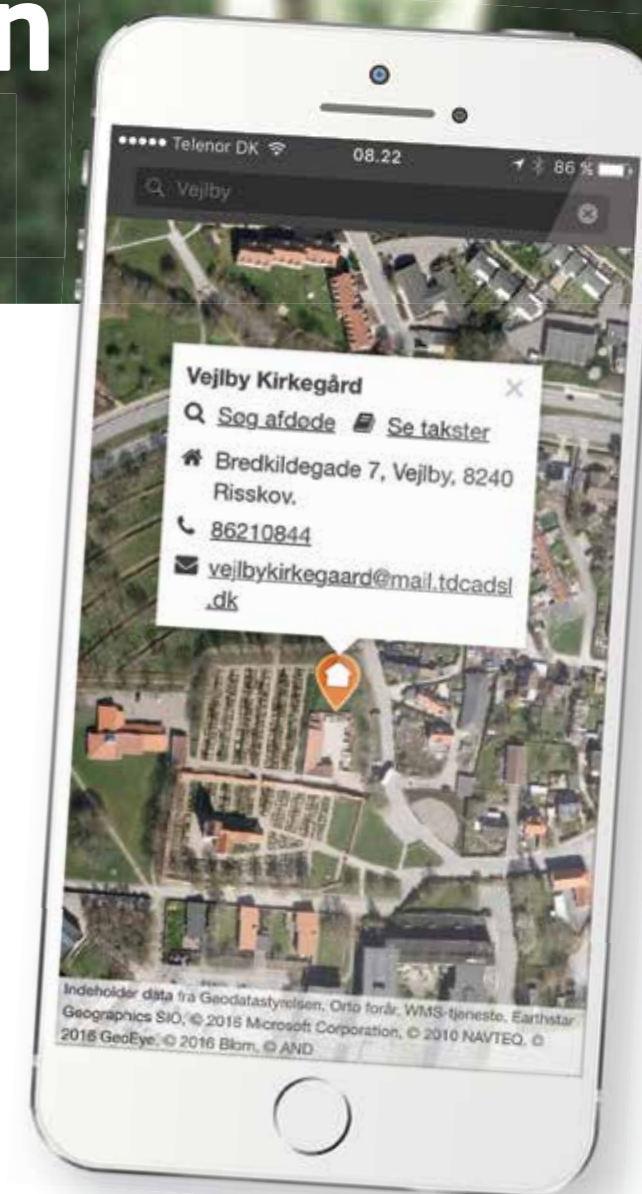 n
Telenor DK 08.22 86 %
Vejlby
Vejlby Kirkegård
Søg afdøde Se takster
Bredkildegade 7, Vejlby, 8240
Risskov.
86210844
vejlbykirkegaard@mail.tdcadsl
.dk
Indeholder data fra Geodatastyrelsen, Orto forår, WMS-tjeneste, Earthstar
Geographics SIO, © 2016 Microsoft Corporation, © 2010 NAVTEQ, ©
2016 GeoEye, © 2016 Blom, © AND